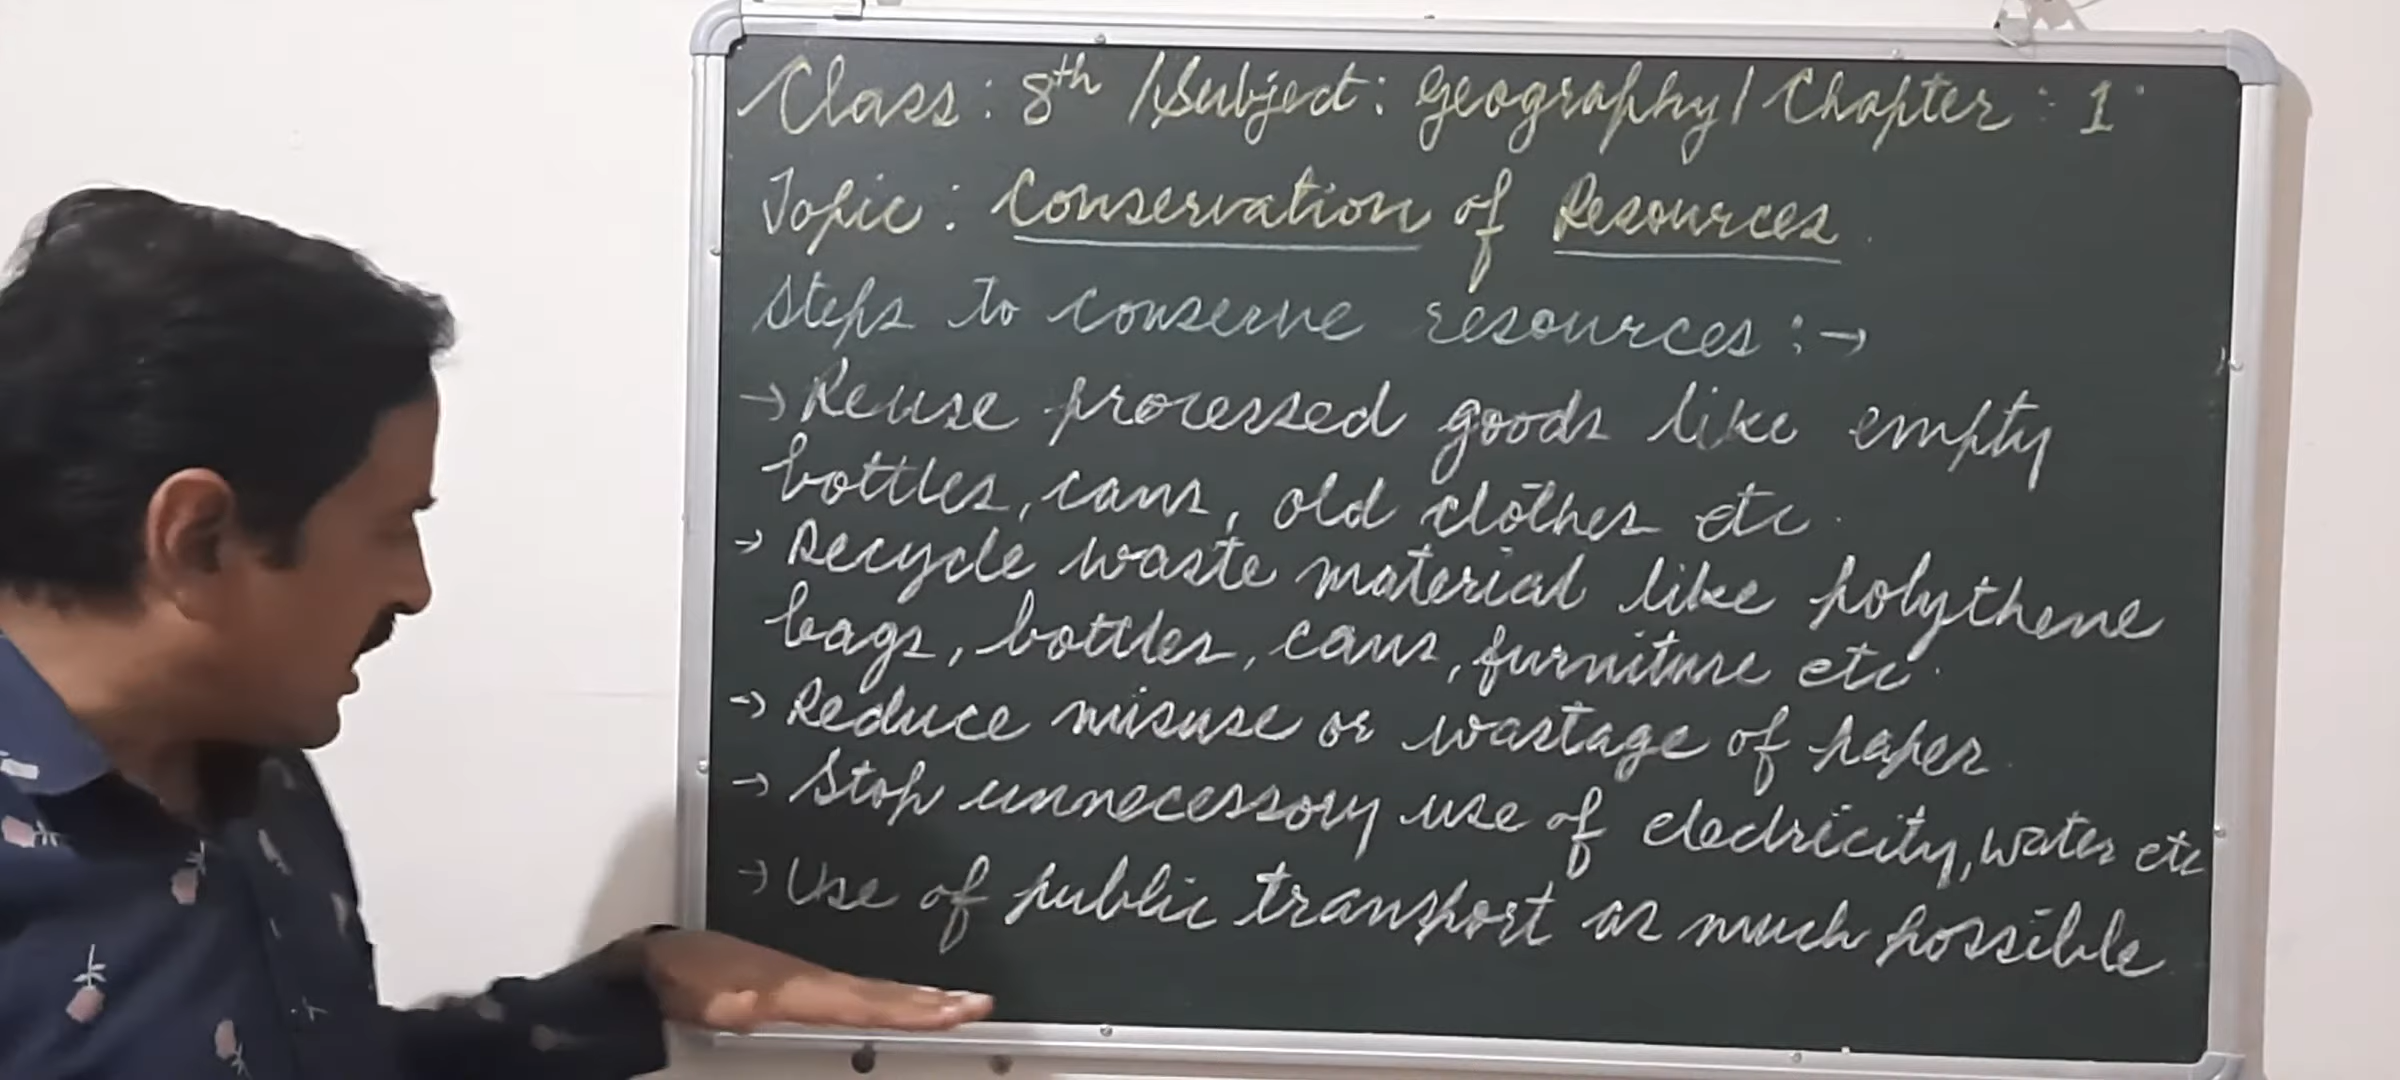 Class: 8th / Subject: Geography / Chapter: 1
Topic: Conservation of Resources.
Steps to conserve resources :→
→ Reuse processed goods like empty
bottles, cans, old clothes etc.
→ Recycle waste material like polythene
bags, bottles, cans, furniture etc.
→ Reduce misuse or wastage of paper.
→ Stop unnecessory use of electricity, water etc
→ Use of public transport as much possible